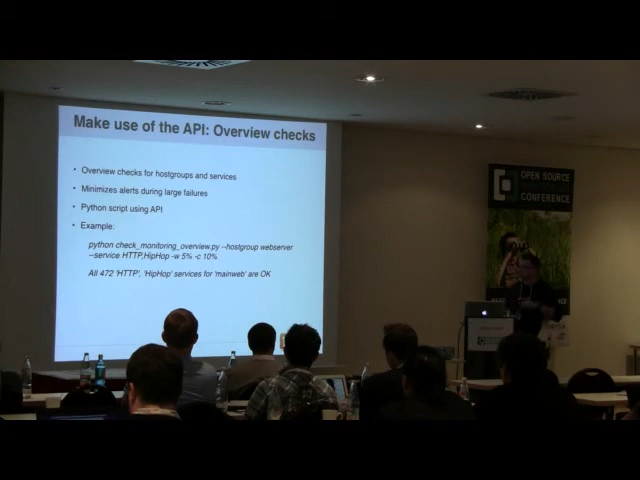 Make use of the API: Overview checks
• Overview checks for hostgroups and services
• Minimizes alerts during large failures
• Python script using API
• Example:
python check_monitoring_overview.py --hostgroup webserver
--service HTTP,HipHop -w 5% -c 10%
All 472 'HTTP', 'HipHop' services for 'mainweb' are OK
OPEN SOURCE
CONFERENCE